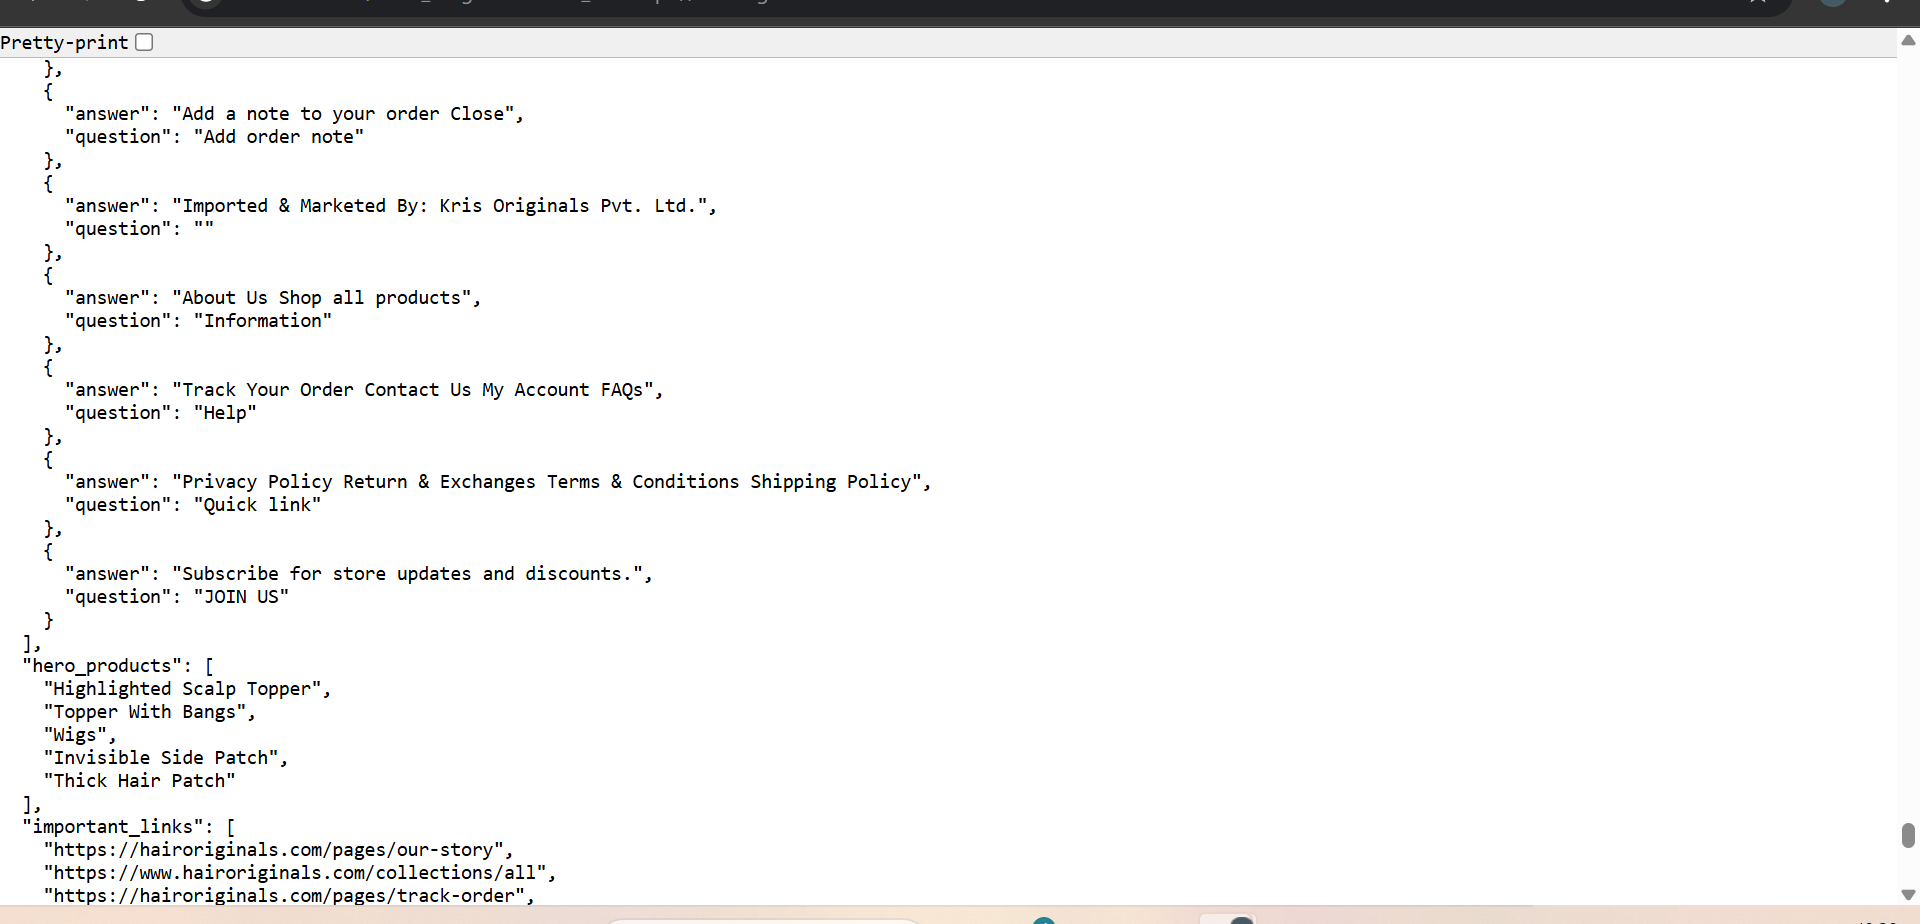 Pretty-print
},
{
"answer": "Add a note to your order Close",
"question": "Add order note"
},
{
"answer": "Imported & Marketed By: Kris Originals Pvt. Ltd.",
"question": ""
},
{
"answer": "About Us Shop all products",
"question": "Information"
},
{
"answer": "Track Your Order Contact Us My Account FAQs",
"question": "Help"
},
{
"answer": "Privacy Policy Return & Exchanges Terms & Conditions Shipping Policy",
"question": "Quick link"
},
{
"answer": "Subscribe for store updates and discounts.",
"question": "JOIN US"
}
],
"hero_products": [
"Highlighted Scalp Topper",
"Topper With Bangs",
"Wigs",
"Invisible Side Patch",
"Thick Hair Patch"
],
"important_links": [
"https://hairoriginals.com/pages/our-story",
"https://www.hairoriginals.com/collections/all",
"https://hairoriginals.com/pages/track-order",